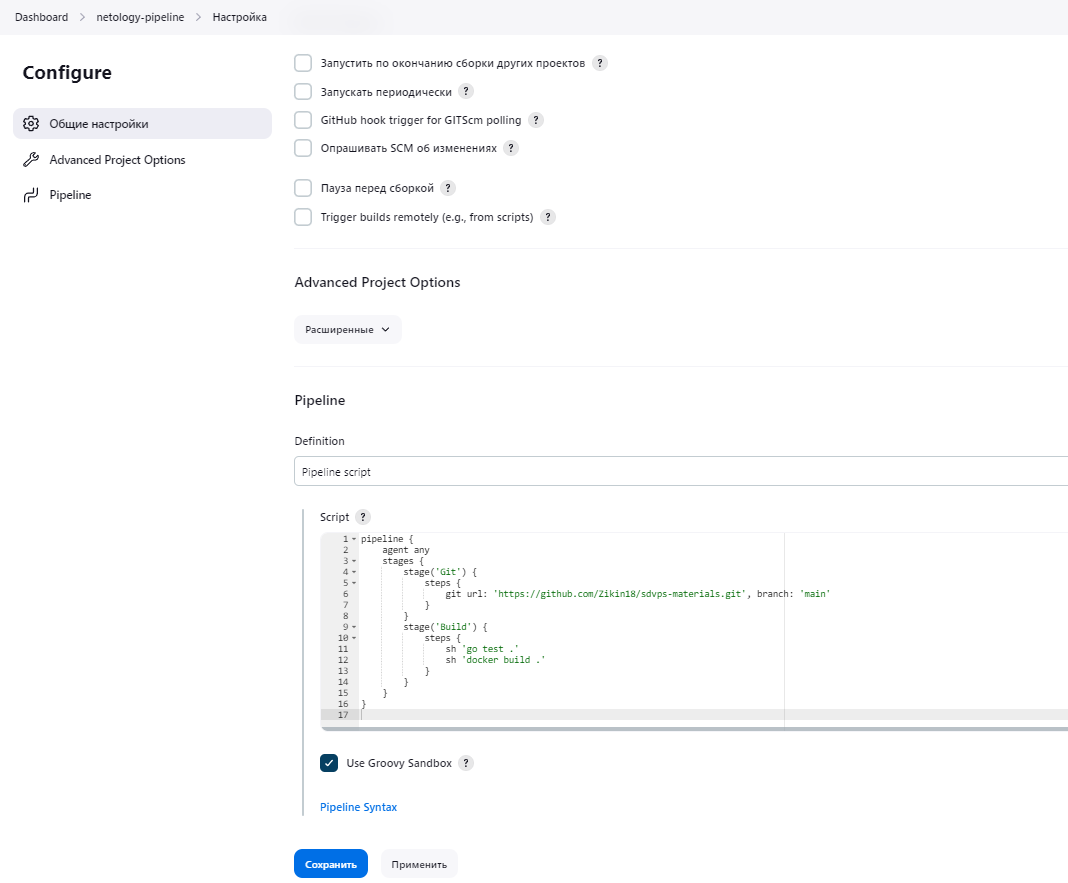 Dashboard > netology-pipeline > Настройка
Configure
Общие настройки
Advanced Project Options
Pipeline
Запустить по окончанию сборки других проектов ?
Запускать периодически ?
GitHub hook trigger for GITScm polling ?
Опрашивать SCM об изменениях ?
Пауза перед сборкой ?
Trigger builds remotely (e.g., from scripts) ?
Advanced Project Options
Расширенные
Pipeline
Definition
Pipeline script
Script ?
1 pipeline {
2 agent any
3 stages {
4 stage('Git') {
5 steps {
6 git url: 'https://github.com/Zikin18/sdvps-materials.git', branch: 'main'
7 }
8 }
9 stage('Build') {
10 steps {
11 sh 'go test .'
12 sh 'docker build .'
13 }
14 }
15 }
16 }
17
Use Groovy Sandbox ?
Pipeline Syntax
Сохранить
Применить